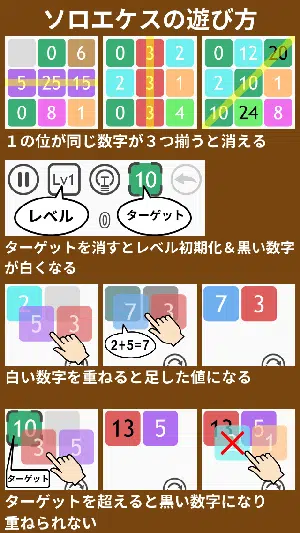 ソロエケスの遊び方
0 6 0 3 2 0 12 20
5 25 15 2 3 1 2 10 1
0 8 1 0 3 4 10 24 8
1の位が同じ数字が3つ揃うと消える
Lv1 T 10
レベル 0 ターゲット
ターゲットを消すとレベル初期化&黒い数字
が白くなる
2 5 3 7 3 7 3
2+5=7
白い数字を重ねると足した値になる
10 3 5 13 5 13 5 1
ターゲット
ターゲットを超えると黒い数字になり
重ねられない